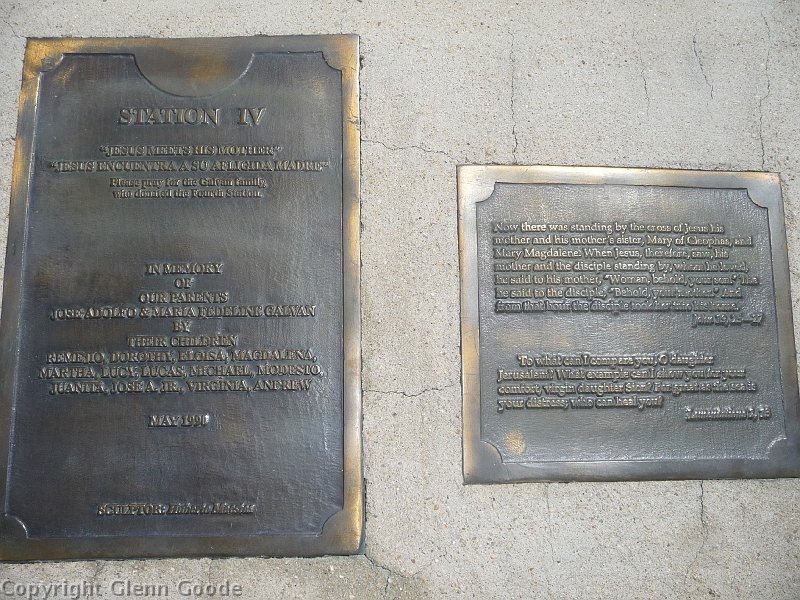 STATION IV
"JESUS MEETS HIS MOTHER"
"JESUS ENCUENTRA A SU AFLIGIDA MADRE"
Please pray for the Galvan family,
who donated the Fourth Station.
IN MEMORY
OF
OUR PARENTS
JOSE ADOLFO & MARIA FEDELINE GALVAN
BY
THEIR CHILDREN
REMEJIO, DOROTHY, ELOISA, MAGDALENA,
MARTHA, LUCY, LUCAS, MICHAEL, MODESTO,
JUANITA, JOSE A. JR., VIRGINIA, ANDREW
MAY 1990
SCULPTOR:
Now there was standing by the cross of Jesus his
mother and his mother's sister, Mary of Cleophas, and
Mary Magdalene. When Jesus, therefore, saw, his
mother and the disciple standing by, whom he loved,
he said to his mother, "Woman, behold, your son." Then
he said to the disciple, "Behold, your mother." And
from that hour the disciple took her into his
John 19, 25-27
To what can I compare you, O daughter
Jerusalem? What example can I show you for your
comfort, virgin daughter Sion? For great as the sea is
your distress; who can heal you?
Lamentations 2, 13
Copyright Glenn Goode